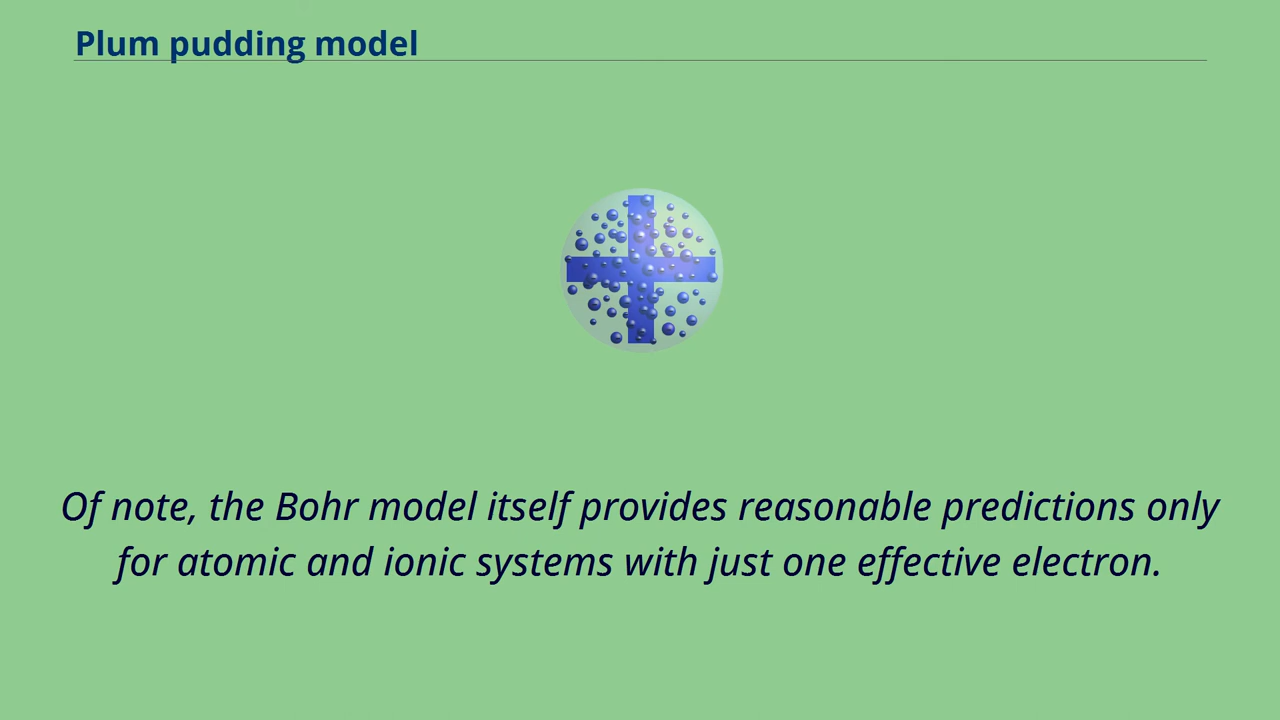 Plum pudding model
Of note, the Bohr model itself provides reasonable predictions only
for atomic and ionic systems with just one effective electron.